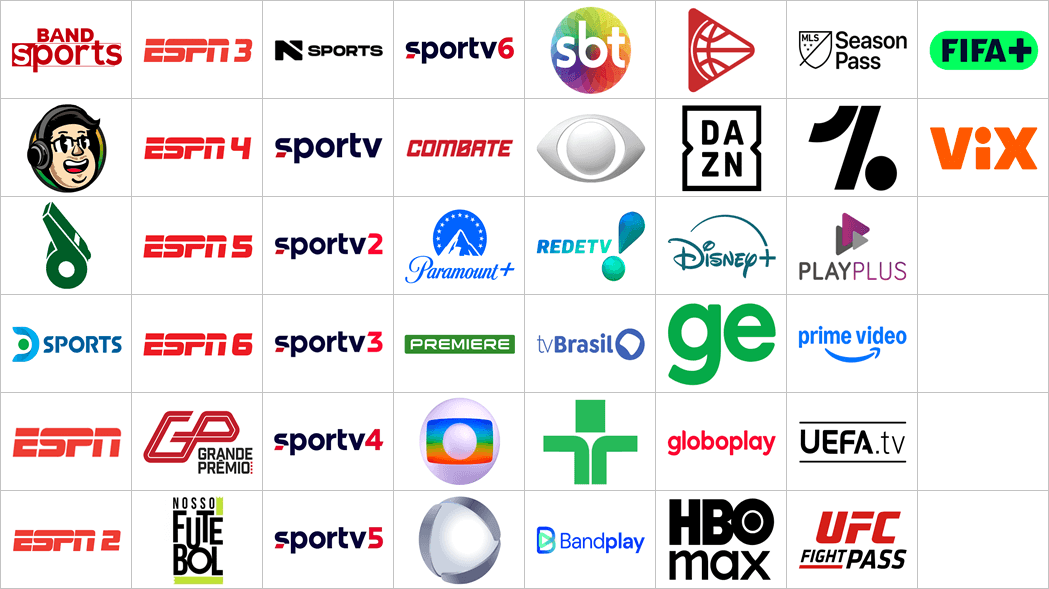 BAND
sports
ESPN 3
N SPORTS
sportv6
sbt
MLS
Season
Pass
FIFA+
ESPN 4
sportv
COMBATE
DA
ZN
1
ViX
ESPN 5
sportv2
Paramount+
REDETV!
Disney+
PLAYPLUS
D SPORTS
ESPN 6
sportv3
PREMIERE
tvBrasil
ge
prime video
ESPN
GP
GRANDE
PRÊMIO
sportv4
globoplay
UEFA.tv
ESPN 2
NOSSO
FUTE
BOL
sportv5
Bandplay
HBO
max
UFC
FIGHT PASS